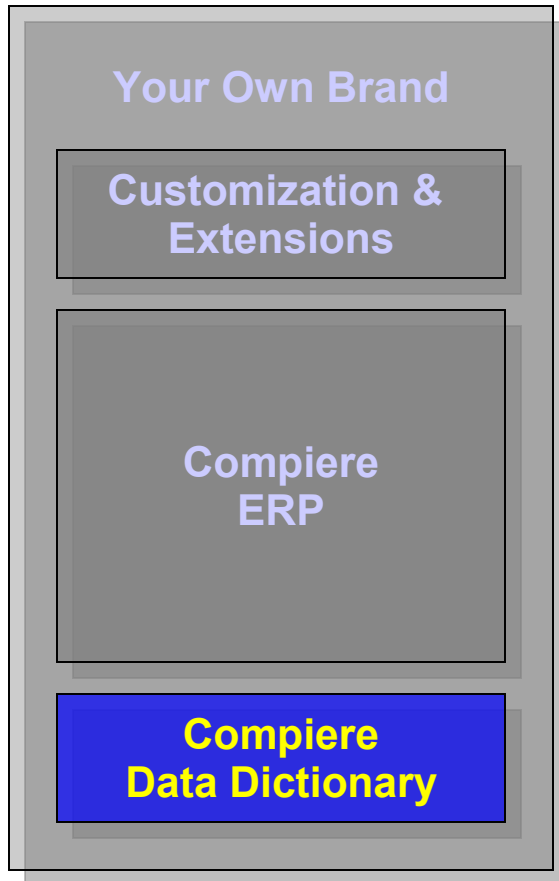 Your Own Brand
Customization &
Extensions
Compiere
ERP
Compiere
Data Dictionary